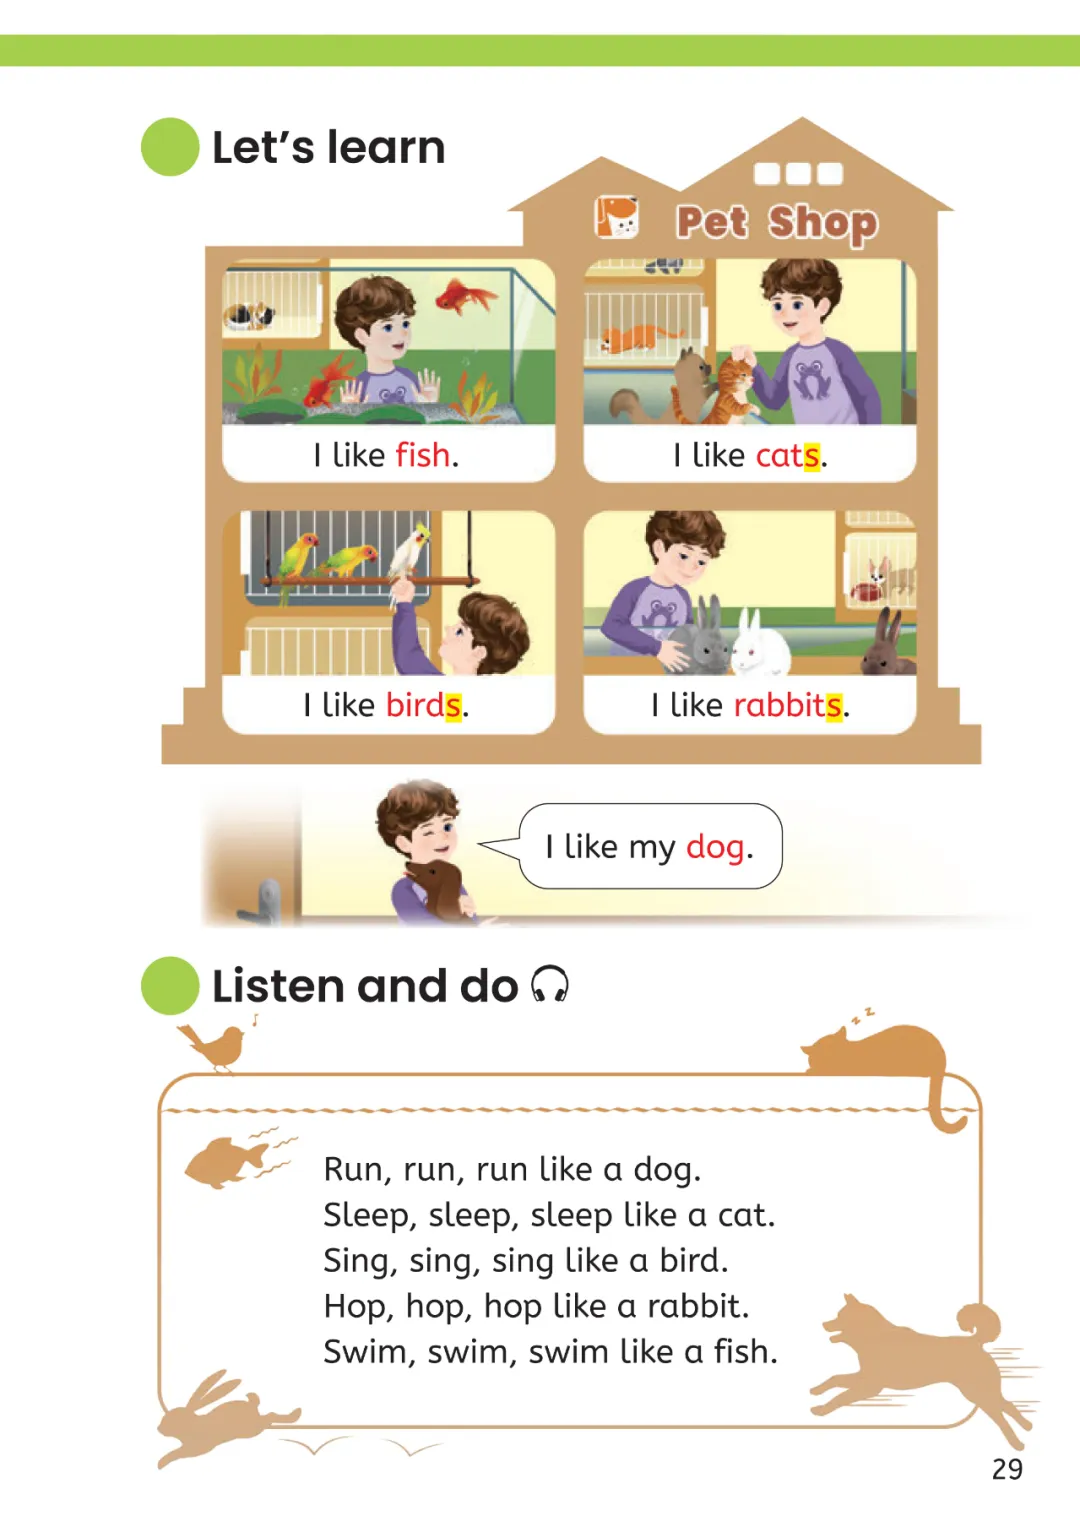 Let's learn
Pet Shop
I like fish.
I like cats.
I like birds.
I like rabbits.
I like my dog.
Listen and do
z z
Run, run, run like a dog.
Sleep, sleep, sleep like a cat.
Sing, sing, sing like a bird.
Hop, hop, hop like a rabbit.
Swim, swim, swim like a fish.
29